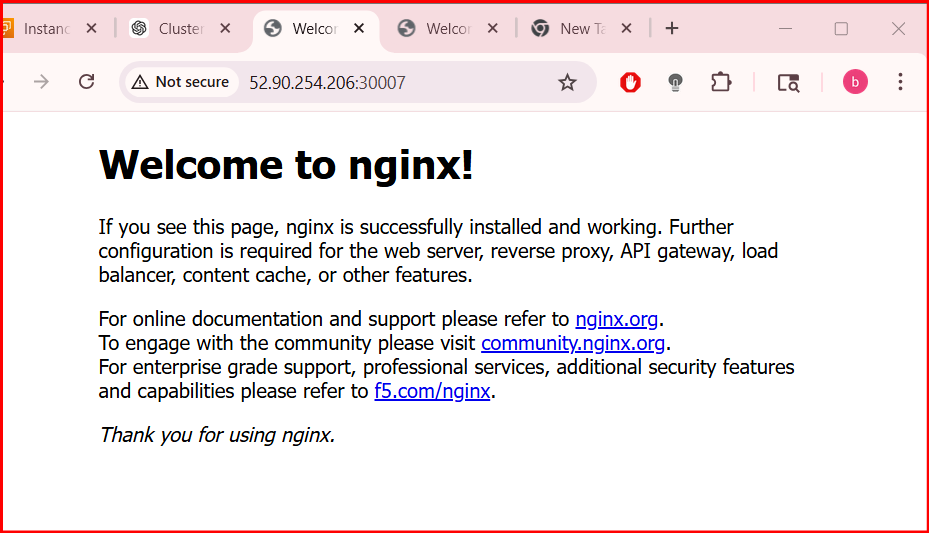 Instanc
Cluster
Welcom
Welcom
New Ta
Not secure
52.90.254.206:30007
b
Welcome to nginx!
If you see this page, nginx is successfully installed and working. Further
configuration is required for the web server, reverse proxy, API gateway, load
balancer, content cache, or other features.
For online documentation and support please refer to nginx.org.
To engage with the community please visit community.nginx.org.
For enterprise grade support, professional services, additional security features
and capabilities please refer to f5.com/nginx.
Thank you for using nginx.